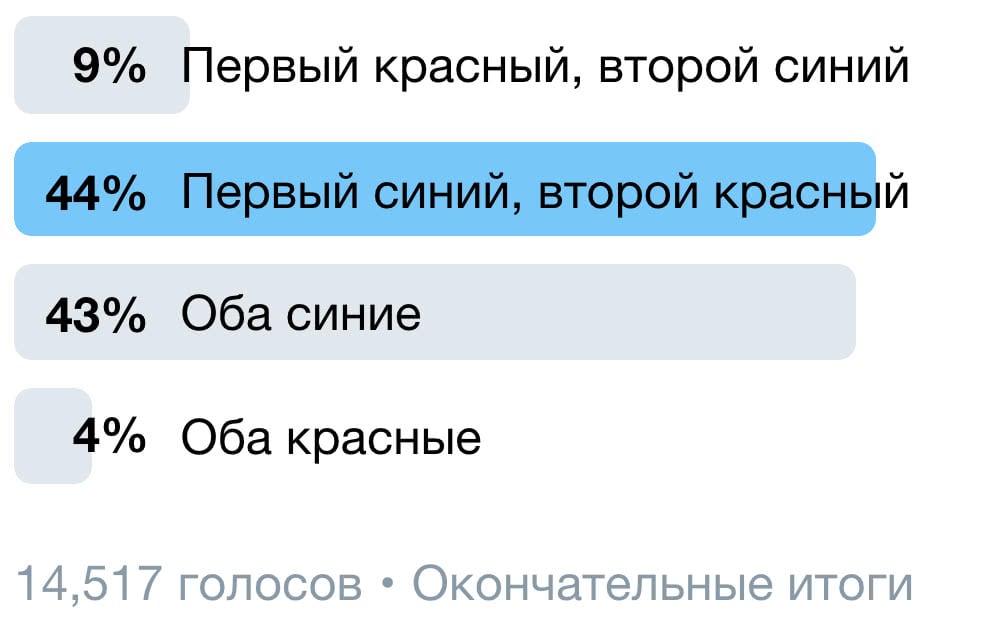 9% Первый красный, второй синий
44% Первый синий, второй красный
43% Оба синие
4% Оба красные
14,517 голосов • Окончательные итоги